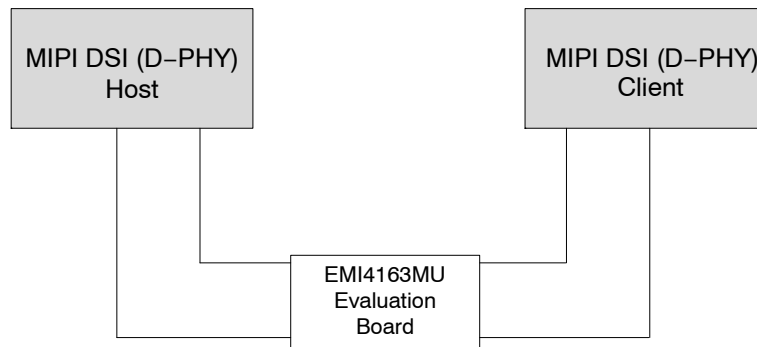 MIPI DSI (D−PHY)
Host
MIPI DSI (D−PHY)
Client
EMI4163MU
Evaluation
Board